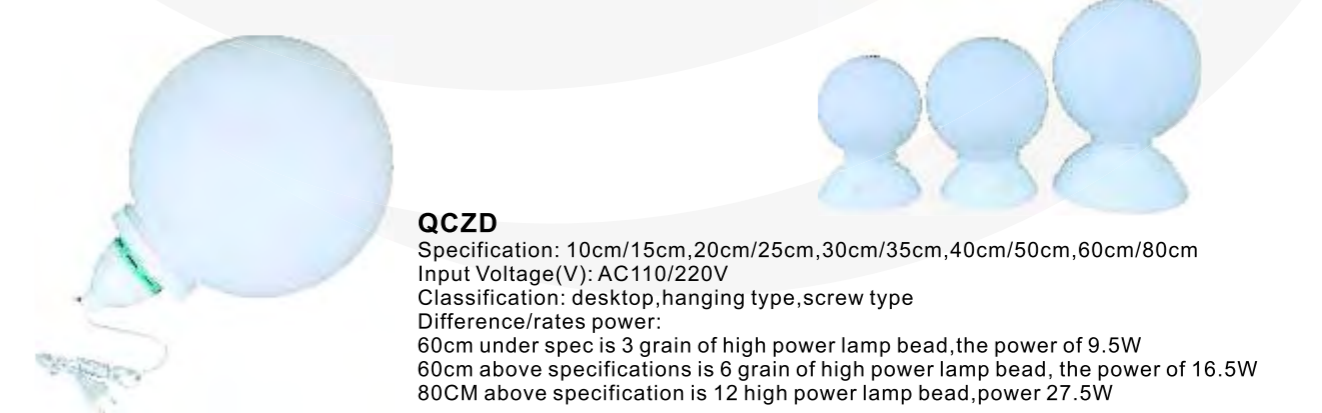 QCZD
Specification: 10cm/15cm,20cm/25cm,30cm/35cm,40cm/50cm,60cm/80cm
Input Voltage(V): AC110/220V
Classification: desktop,hanging type,screw type
Difference/rates power:
60cm under spec is 3 grain of high power lamp bead,the power of 9.5W
60cm above specifications is 6 grain of high power lamp bead, the power of 16.5W
80CM above specification is 12 high power lamp bead,power 27.5W